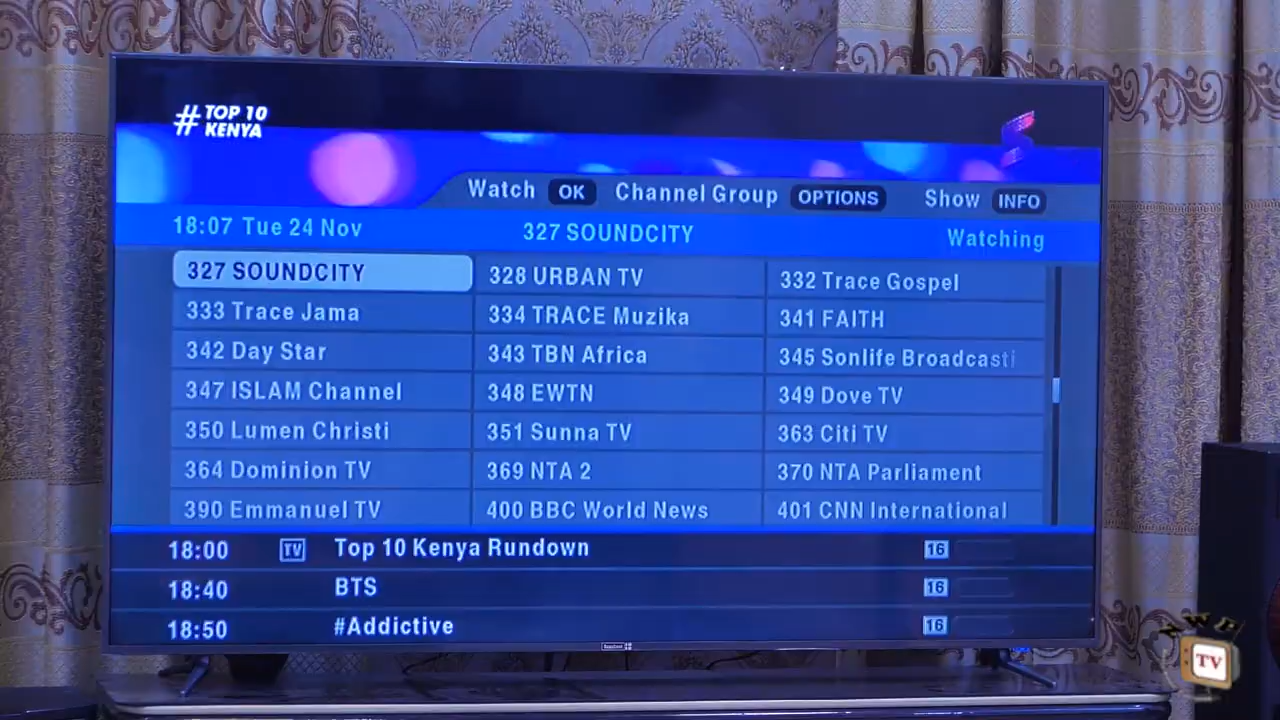 # TOP 10
KENYA
Watch OK Channel Group OPTIONS Show INFO
18:07 Tue 24 Nov 327 SOUNDCITY Watching
327 SOUNDCITY 328 URBAN TV 332 Trace Gospel
333 Trace Jama 334 TRACE Muzika 341 FAITH
342 Day Star 343 TBN Africa 345 Sonlife Broadcasti
347 ISLAM Channel 348 EWTN 349 Dove TV
350 Lumen Christi 351 Sunna TV 363 Citi TV
364 Dominion TV 369 NTA 2 370 NTA Parliament
390 Emmanuel TV 400 BBC World News 401 CNN International
18:00 TV Top 10 Kenya Rundown 16
18:40 BTS 16
18:50 #Addictive 16
TV